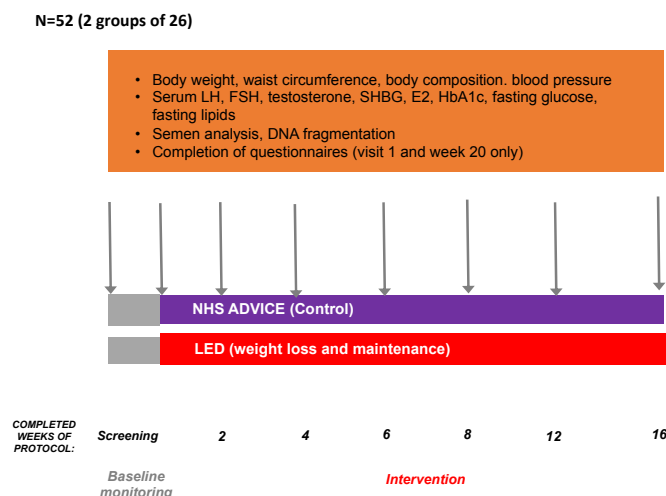 N=52 (2 groups of 26)
• Body weight, waist circumference, body composition. blood pressure
• Serum LH, FSH, testosterone, SHBG, E2, HbA1c, fasting glucose,
fasting lipids
• Semen analysis, DNA fragmentation
• Completion of questionnaires (visit 1 and week 20 only)
NHS ADVICE (Control)
LED (weight loss and maintenance)
COMPLETED
WEEKS OF
PROTOCOL:
Screening 2 4 6 8 12 16
Baseline
monitoring
Intervention